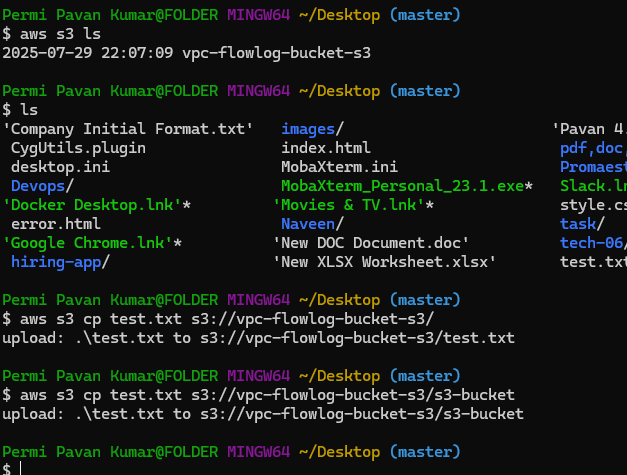 Permi Pavan Kumar@FOLDER MINGW64 ~/Desktop (master)
$ aws s3 ls
2025-07-29 22:07:09 vpc-flowlog-bucket-s3
Permi Pavan Kumar@FOLDER MINGW64 ~/Desktop (master)
$ ls
'Company Initial Format.txt' images/ 'Pavan 4.
CygUtils.plugin index.html pdf,doc,
desktop.ini MobaXterm.ini Promaest
Devops/ MobaXterm_Personal_23.1.exe* Slack.ln
'Docker Desktop.lnk'* 'Movies & TV.lnk'* style.cs
error.html Naveen/ task/
'Google Chrome.lnk'* 'New DOC Document.doc' tech-06/
hiring-app/ 'New XLSX Worksheet.xlsx' test.txt
Permi Pavan Kumar@FOLDER MINGW64 ~/Desktop (master)
$ aws s3 cp test.txt s3://vpc-flowlog-bucket-s3/
upload: .\test.txt to s3://vpc-flowlog-bucket-s3/test.txt
Permi Pavan Kumar@FOLDER MINGW64 ~/Desktop (master)
$ aws s3 cp test.txt s3://vpc-flowlog-bucket-s3/s3-bucket
upload: .\test.txt to s3://vpc-flowlog-bucket-s3/s3-bucket
Permi Pavan Kumar@FOLDER MINGW64 ~/Desktop (master)
$